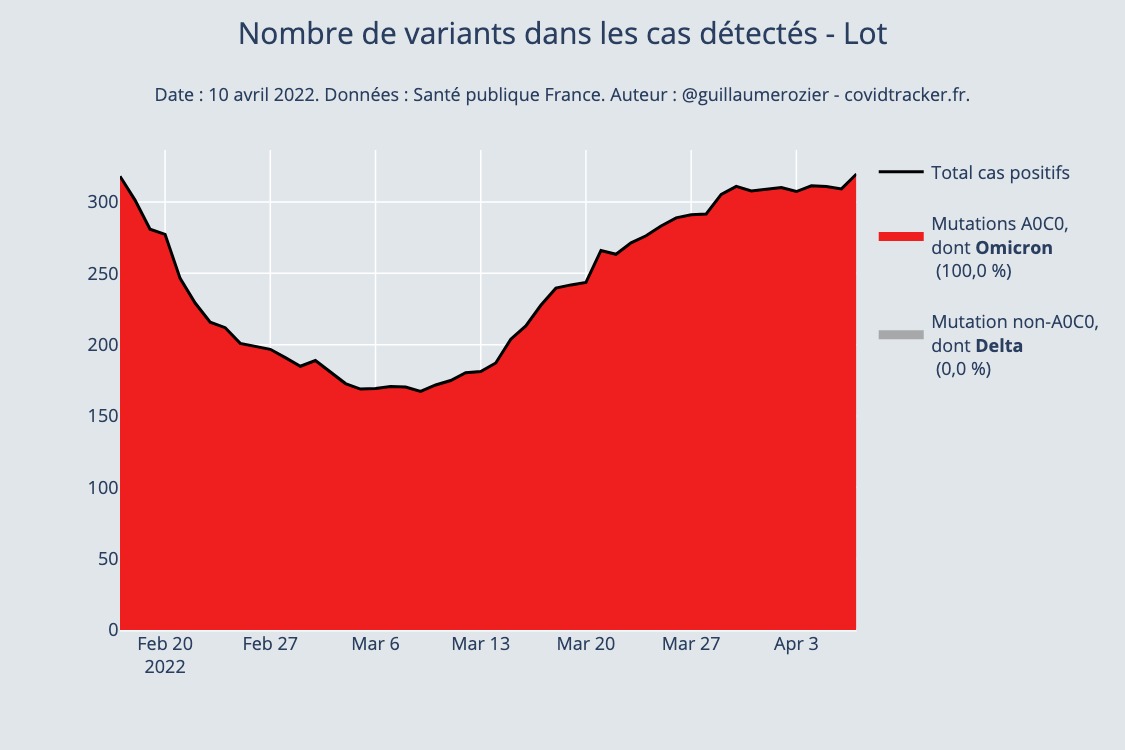 Nombre de variants dans les cas détectés - Lot
Date : 10 avril 2022. Données : Santé publique France. Auteur : @guillaumerozier - covidtracker.fr.
Total cas positifs
Mutations A0C0,
dont Omicron
(100,0 %)
Mutation non-A0C0,
dont Delta
(0,0 %)
300
250
200
150
100
50
0
Feb 20
2022
Feb 27
Mar 6
Mar 13
Mar 20
Mar 27
Apr 3